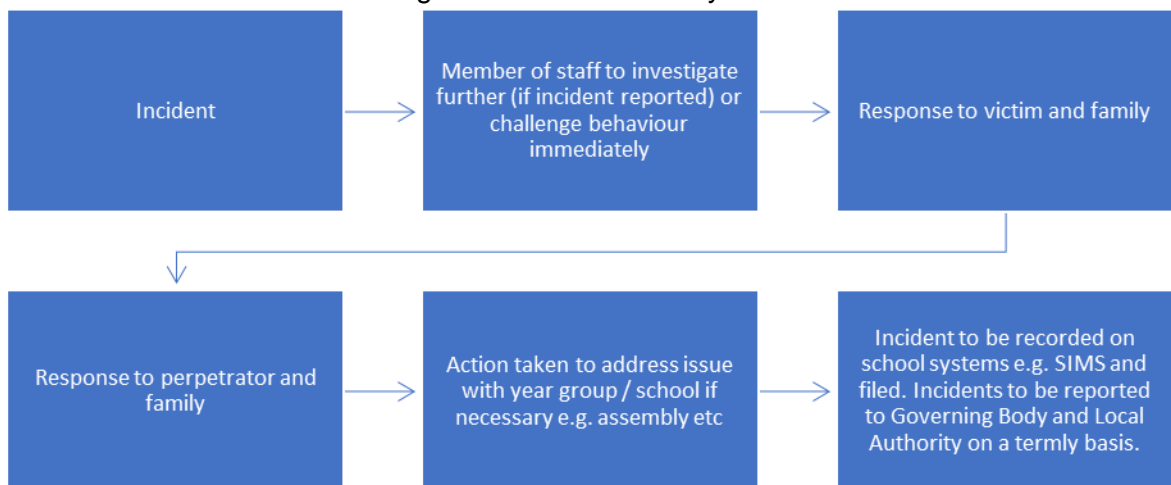 Incident
Member of staff to investigate
further (if incident reported) or
challenge behaviour
immediately
Response to victim and family
Response to perpetrator and
family
Action taken to address issue
with year group / school if
necessary e.g. assembly etc
Incident to be recorded on
school systems e.g. SIMS and
filed. Incidents to be reported
to Governing Body and Local
Authority on a termly basis.